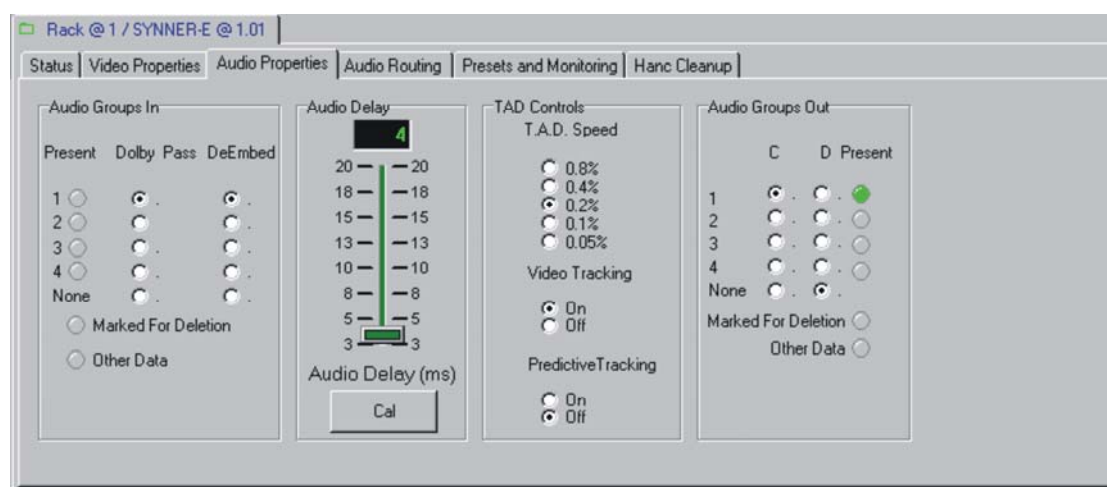 Rack @ 1 / SYNNER-E @ 1.01
Status Video Properties Audio Properties Audio Routing Presets and Monitoring Hanc Cleanup
Audio Groups In
Present Dolby Pass DeEmbed
1 . .
2 .
3 . .
4 . .
None . .
Marked For Deletion
Other Data
Audio Delay
4
20 20
18 18
15 15
13 13
10 10
8 8
5 5
3 3
Audio Delay (ms)
Cal
TAD Controls
T.A.D. Speed
0.8%
0.4%
0.2%
0.1%
0.05%
Video Tracking
On
Off
PredictiveTracking
On
Off
Audio Groups Out
C D Present
1 . .
2 . .
3 . .
4 . .
None . .
Marked For Deletion
Other Data